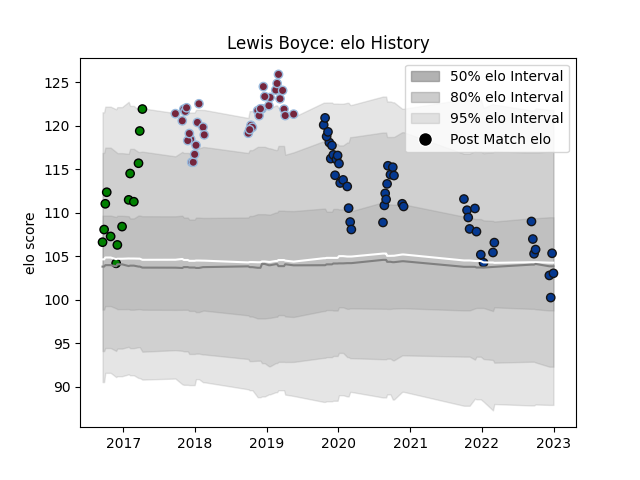 Lewis Boyce: elo History
50% elo Interval
80% elo Interval
95% elo Interval
Post Match elo
elo score
125
120
115
110
105
100
95
90
2017
2018
2019
2020
2021
2022
2023